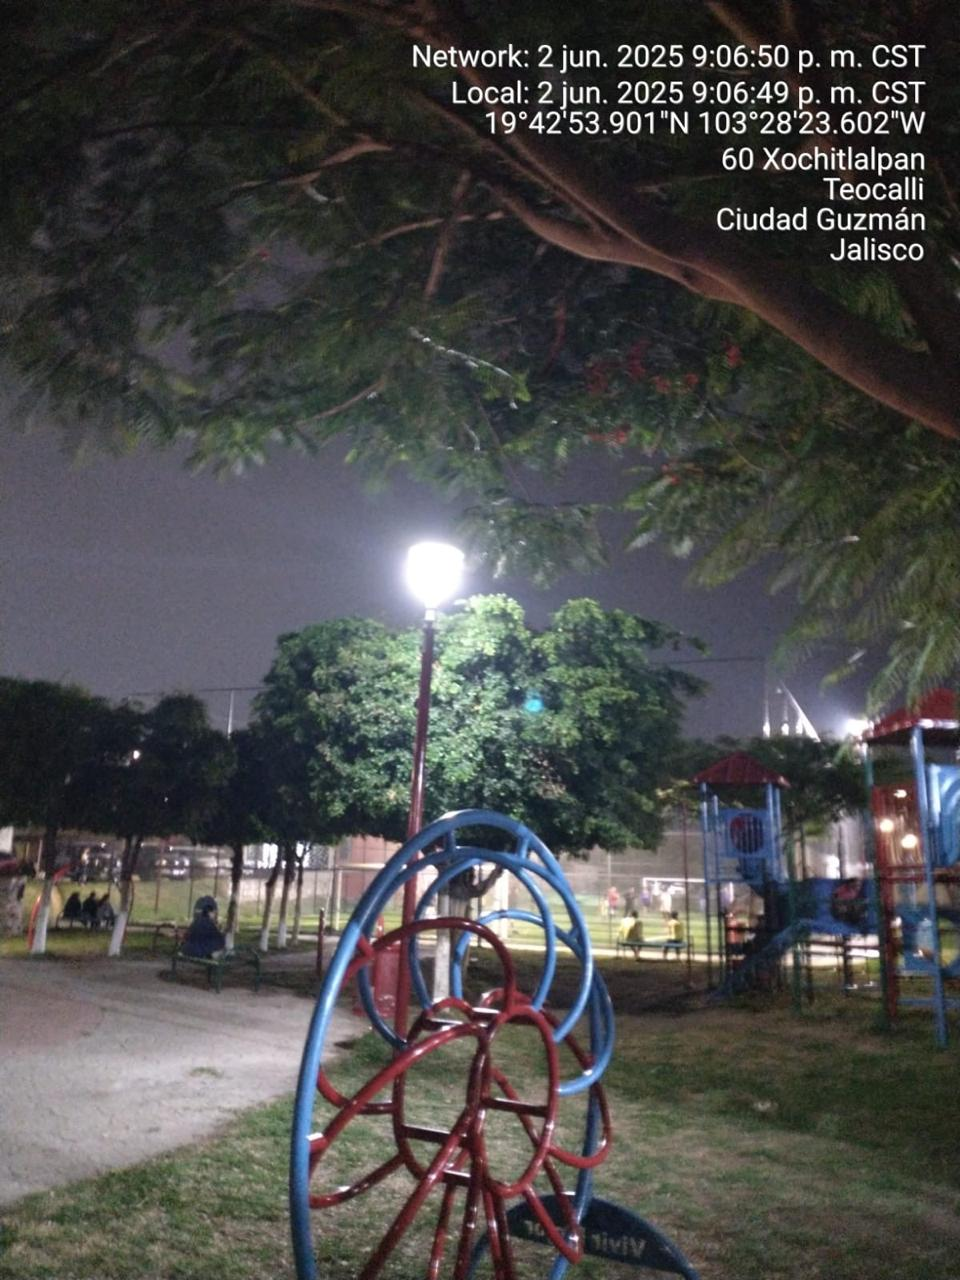 Network: 2 jun. 2025 9:06:50 p. m. CST
Local: 2 jun. 2025 9:06:49 p. m. CST
19°42'53.901"N 103°28'23.602"W
60 Xochitlalpan
Teocalli
Ciudad Guzmán
Jalisco
Vivir